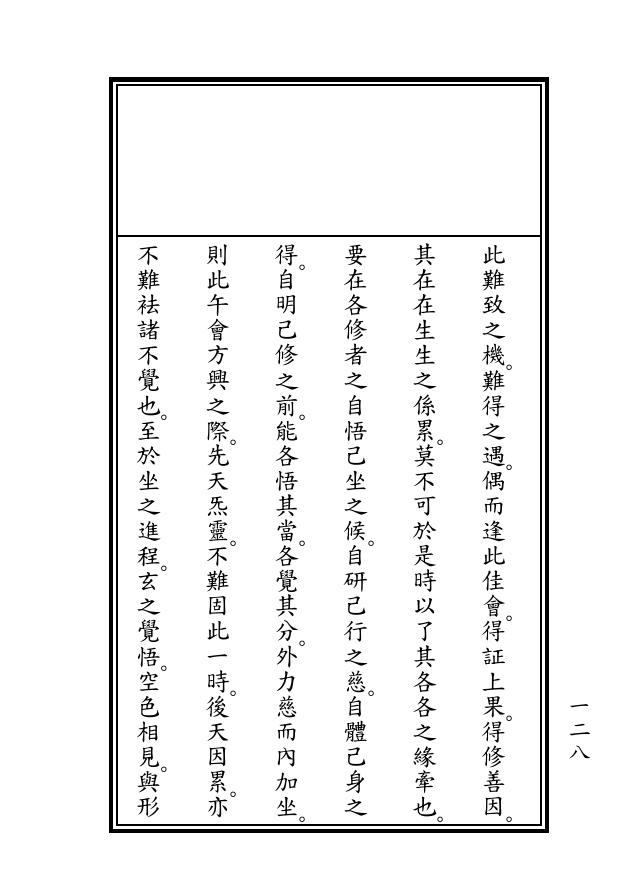 此難致之機。難得之遇。偶而逢此佳會。得証上果。得修善因。
其在在生生之係累。莫不可於是時以了其各各之緣牽也。
要在各修者之自悟己坐之候。自研己行之慈。自體己身之
得。自明己修之前。能各悟其當。各覺其分。外力慈而內加坐。
則此午會方興之際。先天炁靈。不難固此一時。後天因累。亦
不難祛諸不覺也。至於坐之進程。玄之覺悟。空色相見。與形
一二八